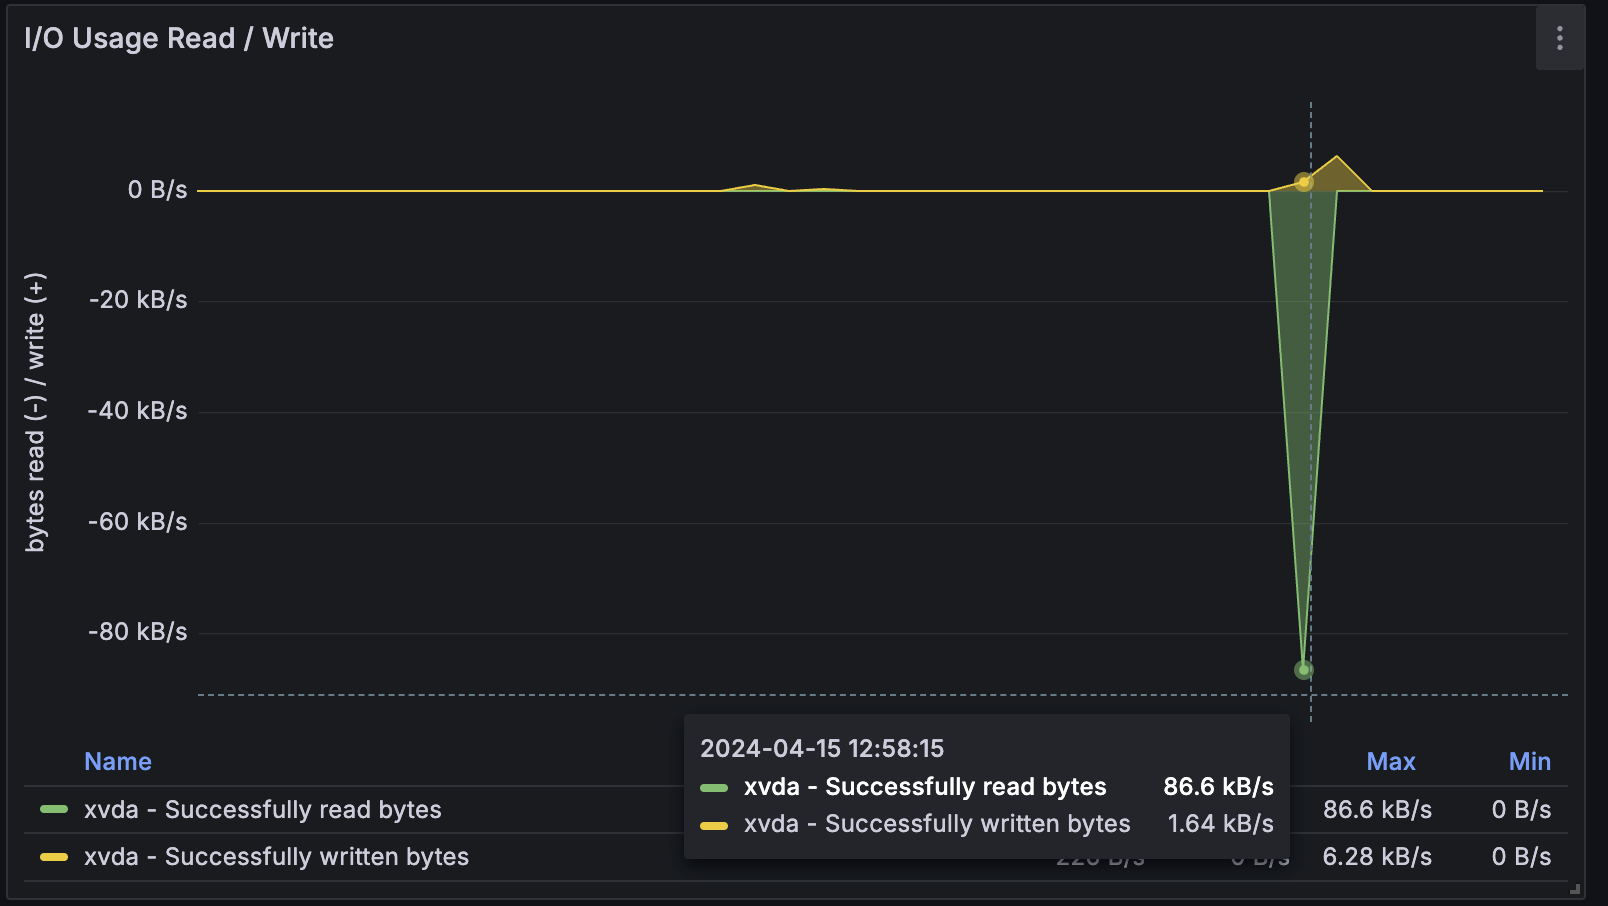 I/O Usage Read / Write
bytes read (-) / write (+)
0 B/s
-20 kB/s
-40 kB/s
-60 kB/s
-80 kB/s
2024-04-15 12:58:15
xvda - Successfully read bytes 86.6 kB/s
xvda - Successfully written bytes 1.64 kB/s
Name Max Min
xvda - Successfully read bytes 86.6 kB/s 0 B/s
xvda - Successfully written bytes 6.28 kB/s 0 B/s